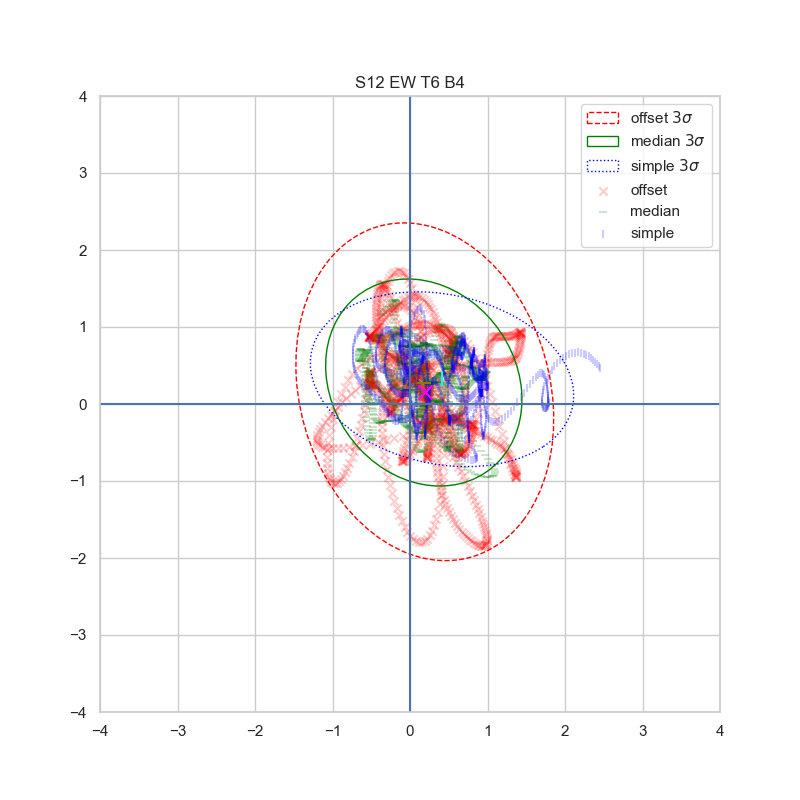 S12 EW T6 B4
offset 3σ
median 3σ
simple 3σ
offset
median
simple
4
3
2
1
0
−1
−2
−3
−4
−4 −3 −2 −1 0 1 2 3 4